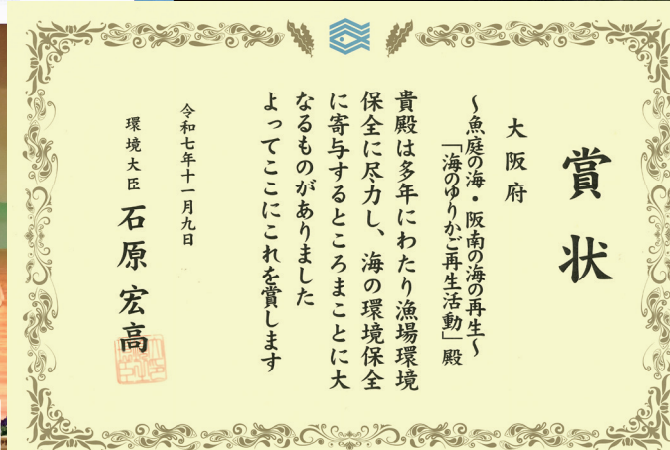 賞状
大阪府
～魚庭の海・阪南の海の再生～
「海のゆりかご再生活動」殿
貴殿は多年にわたり漁場環境
保全に尽力し、海の環境保全
に寄与するところまことに大
なるものがありました
よってここにこれを賞します
令和七年十一月九日
環境大臣 石原宏高